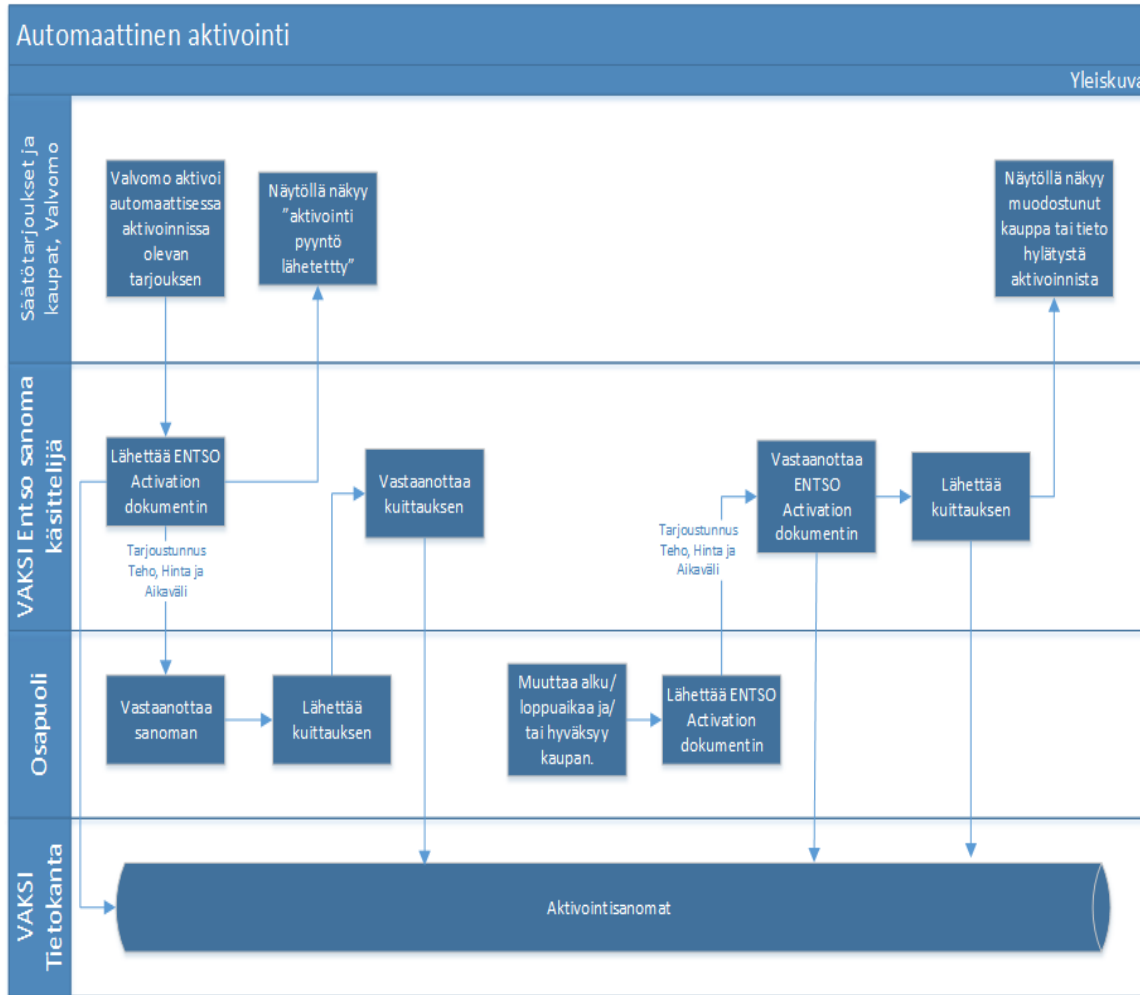 Automaattinen aktivointi
Yleiskuva
Säätötarjoukset ja
kaupat, Valvomo
Valvomo aktivoi
automaattisessa
aktivoinnissa
olevan
tarjouksen
Näytöllä näkyy
”aktivointi
pyyntö
lähetettty”
Näytöllä näkyy
muodostunut
kauppa tai tieto
hylätystä
aktivoinnista
VAKSI Entso sanoma
käsittelijä
Lähettää ENTSO
Activation
dokumentin
Tarjoustunnus
Teho, Hinta ja
Aikaväli
Vastaanottaa
kuittauksen
Tarjoustunnus
Teho, Hinta ja
Aikaväli
Vastaanottaa
ENTSO
Activation
dokumentin
Lähettää
kuittauksen
Osapuoli
Vastaanottaa
sanoman
Lähettää
kuittauksen
Muuttaa alku/
loppuaikaa ja/
tai hyväksyy
kaupan.
Lähettää ENTSO
Activation
dokumentin
VAKSI
Tietokanta
Aktivointisanomat